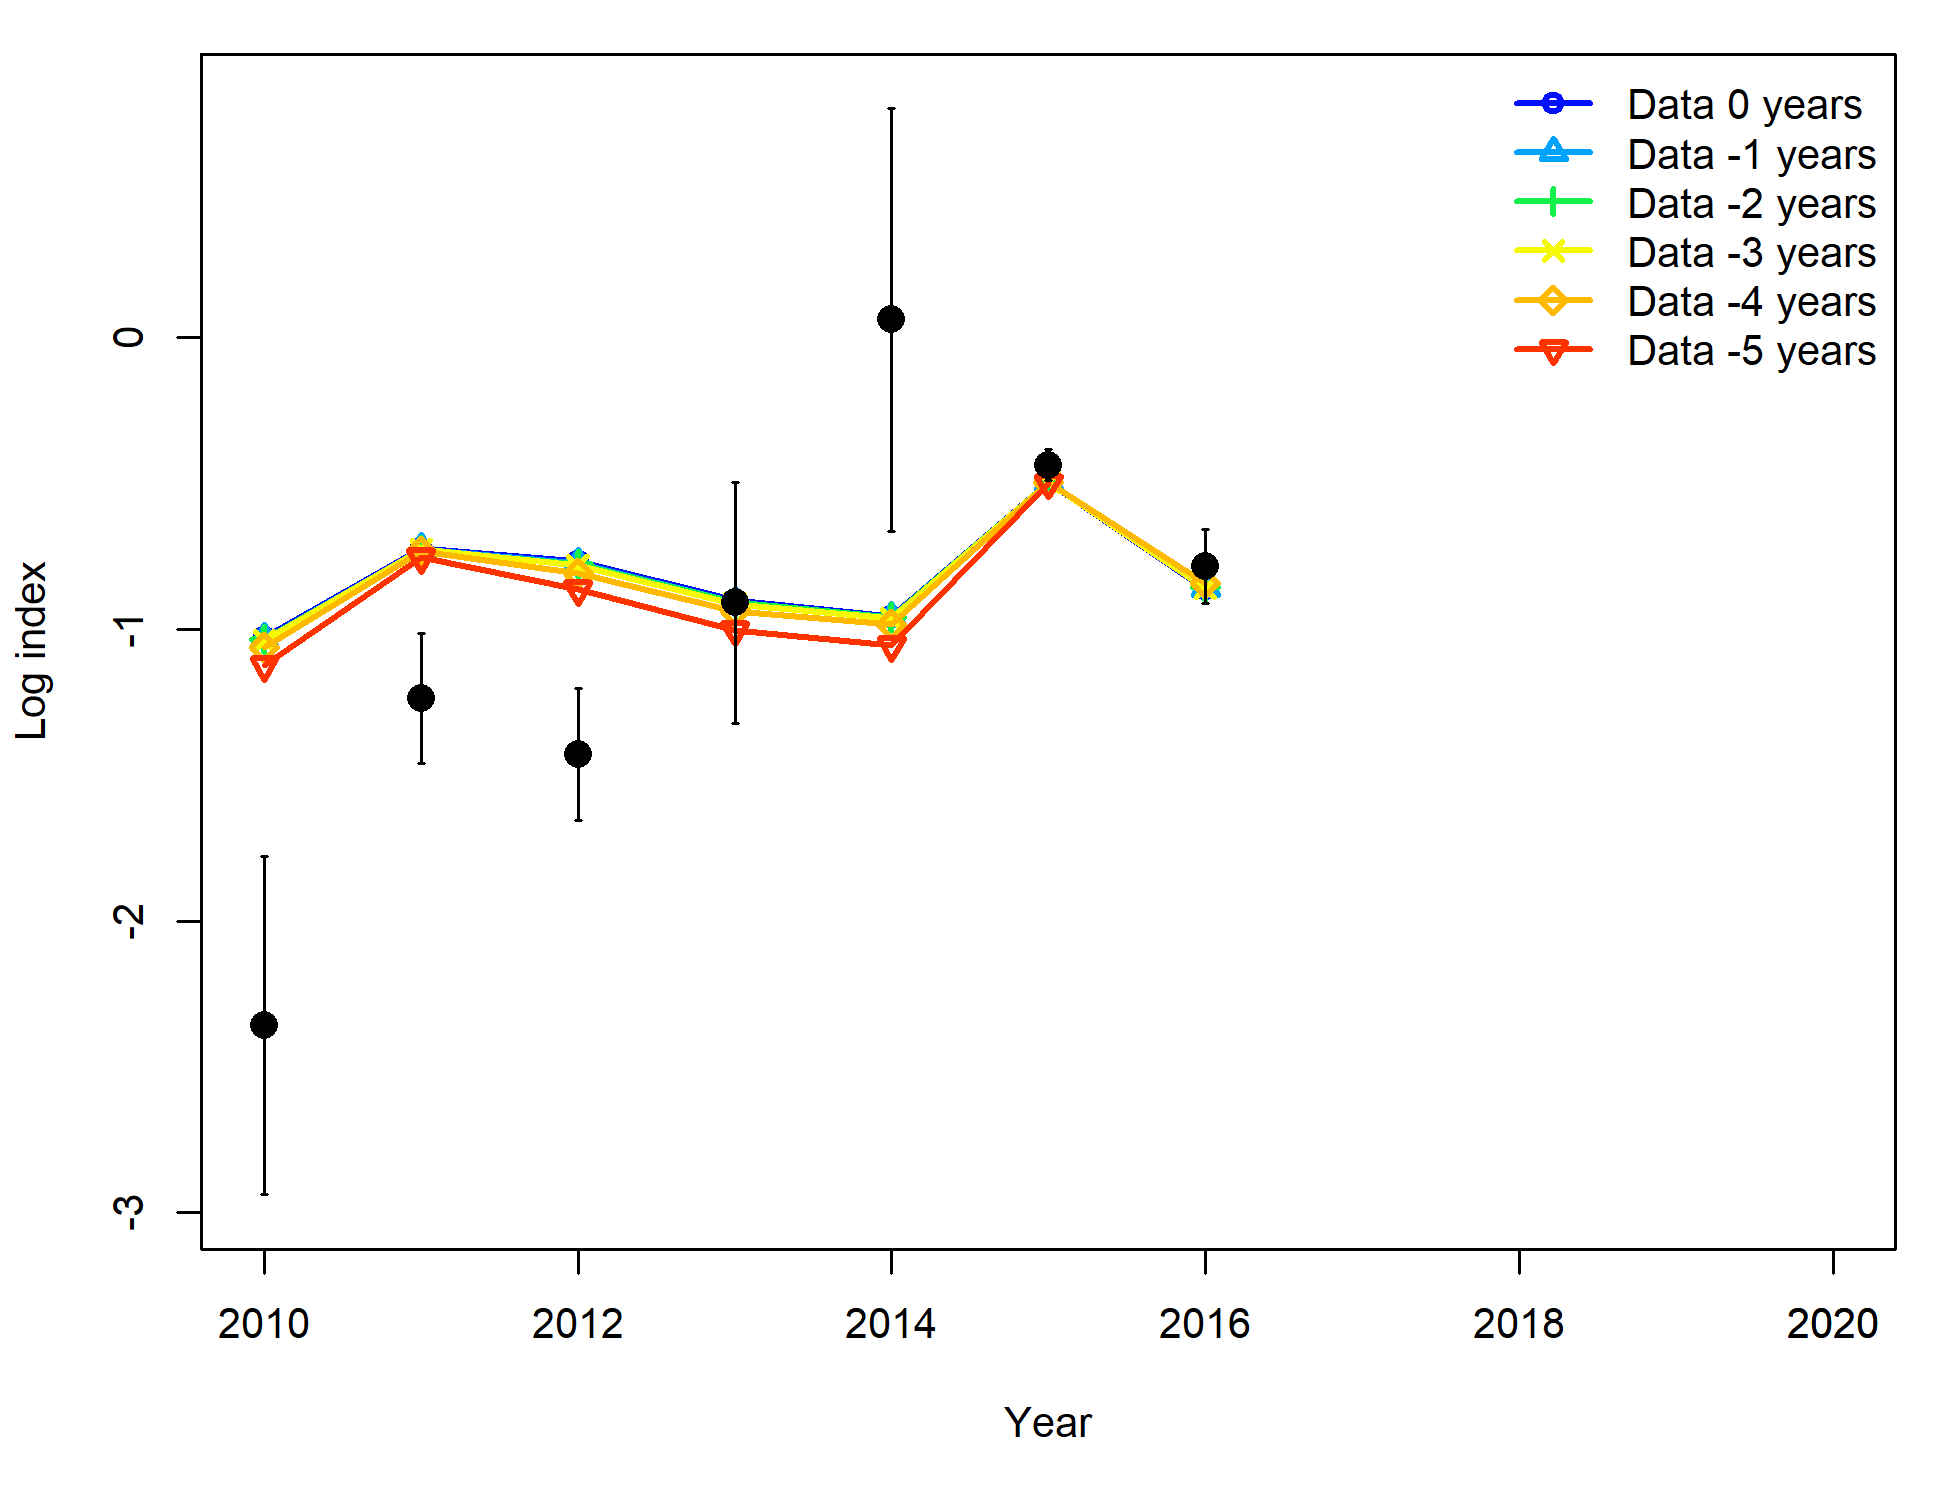 Data 0 years
Data -1 years
Data -2 years
Data -3 years
Data -4 years
Data -5 years
0
-1
-2
-3
Log index
2010 2012 2014 2016 2018 2020
Year